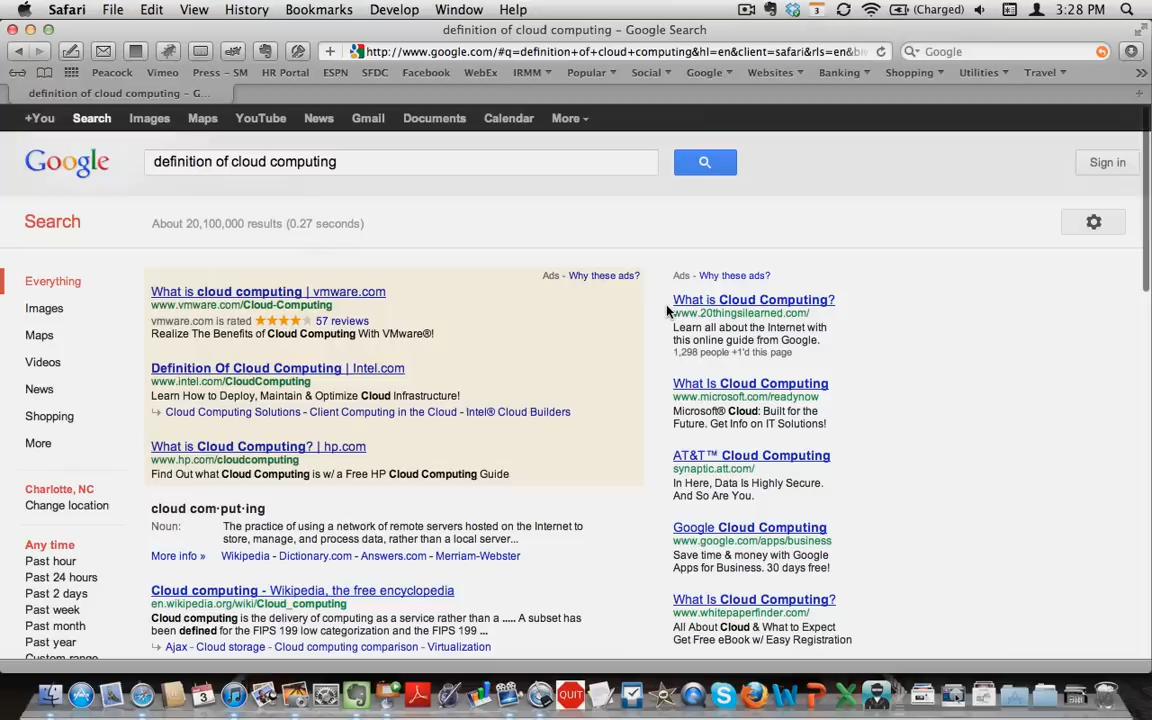 Safari File Edit View History Bookmarks Develop Window Help 3 (Charged) 3:28 PM
definition of cloud computing - Google Search
http://www.google.com/#q=definition+of+cloud+computing&hl=en&client=safari&rls=en& Google
Peacock Vimeo Press - SM HR Portal ESPN SFDC Facebook WebEx IRMM Popular Social Google Websites Banking Shopping Utilities Travel
definition of cloud computing - G...
+You Search Images Maps YouTube News Gmail Documents Calendar More
Google definition of cloud computing Sign in
Search About 20,100,000 results (0.27 seconds)
Everything
Images
Maps
Videos
News
Shopping
More
Charlotte, NC
Change location
Any time
Past hour
Past 24 hours
Past 2 days
Past week
Past month
Past year
Custom range
Ads - Why these ads?
What is cloud computing | vmware.com
www.vmware.com/Cloud-Computing
vmware.com is rated 57 reviews
Realize The Benefits of Cloud Computing With VMware®!
Definition Of Cloud Computing | Intel.com
www.intel.com/CloudComputing
Learn How to Deploy, Maintain & Optimize Cloud Infrastructure!
Cloud Computing Solutions - Client Computing in the Cloud - Intel® Cloud Builders
What is Cloud Computing? | hp.com
www.hp.com/cloudcomputing
Find Out what Cloud Computing is w/ a Free HP Cloud Computing Guide
cloud com·put·ing
Noun: The practice of using a network of remote servers hosted on the Internet to
store, manage, and process data, rather than a local server...
More info » Wikipedia - Dictionary.com - Answers.com - Merriam-Webster
Cloud computing - Wikipedia, the free encyclopedia
en.wikipedia.org/wiki/Cloud_computing
Cloud computing is the delivery of computing as a service rather than a ..... A subset has
been defined for the FIPS 199 low categorization and the FIPS 199 ...
Ajax - Cloud storage - Cloud computing comparison - Virtualization
Ads - Why these ads?
What is Cloud Computing?
www.20thingsilearned.com/
Learn all about the Internet with
this online guide from Google.
1,298 people +1'd this page
What Is Cloud Computing
www.microsoft.com/readynow
Microsoft® Cloud: Built for the
Future. Get Info on IT Solutions!
AT&T™ Cloud Computing
synaptic.att.com/
In Here, Data Is Highly Secure.
And So Are You.
Google Cloud Computing
www.google.com/apps/business
Save time & money with Google
Apps for Business. 30 days free!
What Is Cloud Computing?
www.whitepaperfinder.com/
All About Cloud & What to Expect
Get Free eBook w/ Easy Registration
3
QUIT